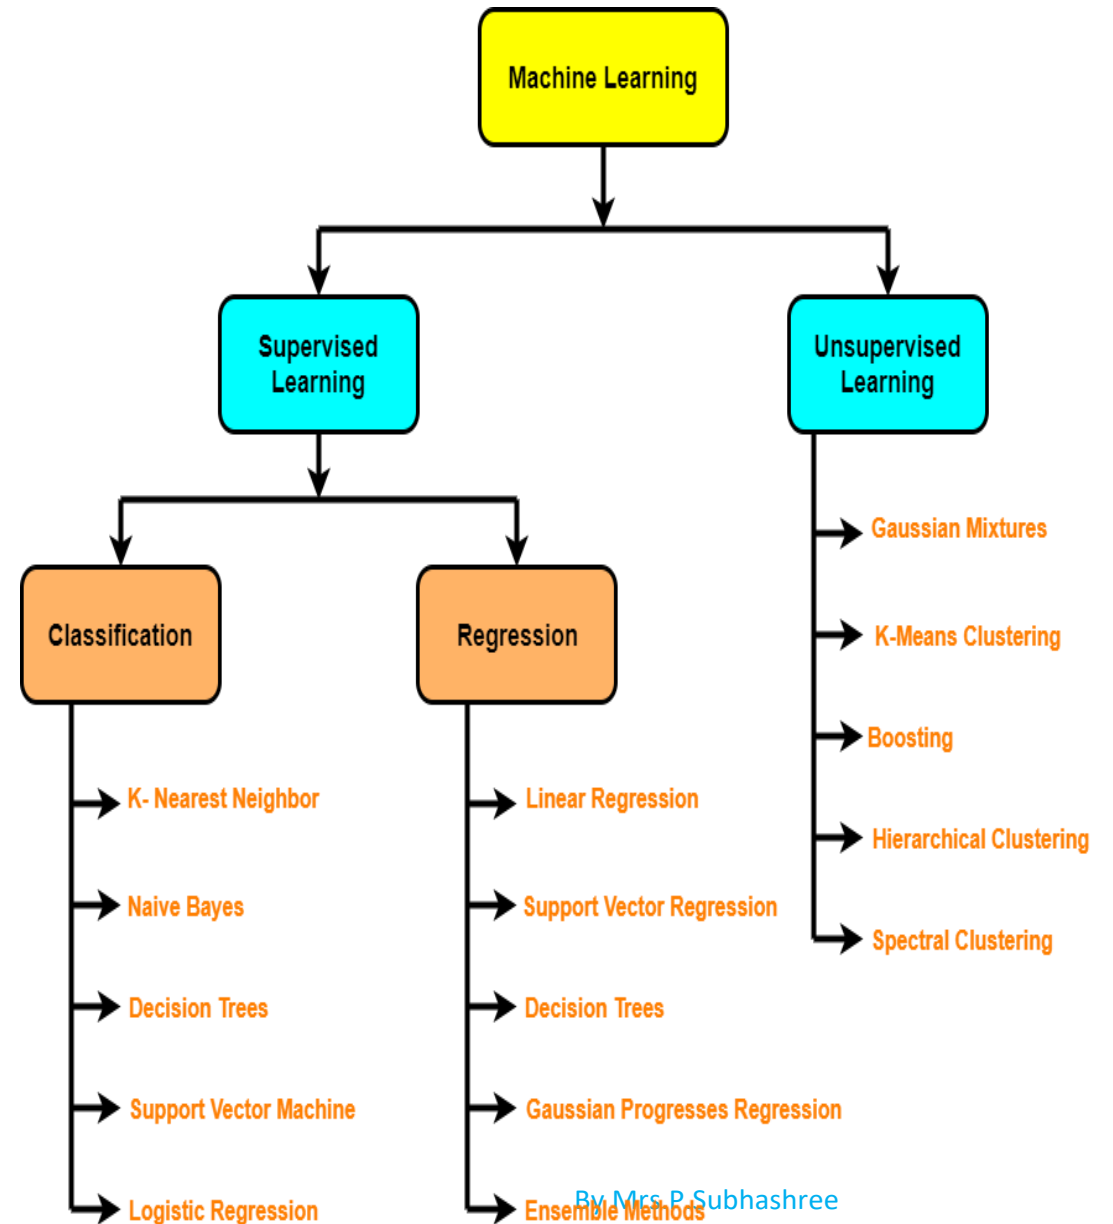 Machine Learning
Supervised
Learning
Unsupervised
Learning
Classification
Regression
K- Nearest Neighbor
Naive Bayes
Decision Trees
Support Vector Machine
Logistic Regression
Linear Regression
Support Vector Regression
Decision Trees
Gaussian Progresses Regression
Ensemble Methods
Gaussian Mixtures
K-Means Clustering
Boosting
Hierarchical Clustering
Spectral Clustering
By Mrs P Subhashree